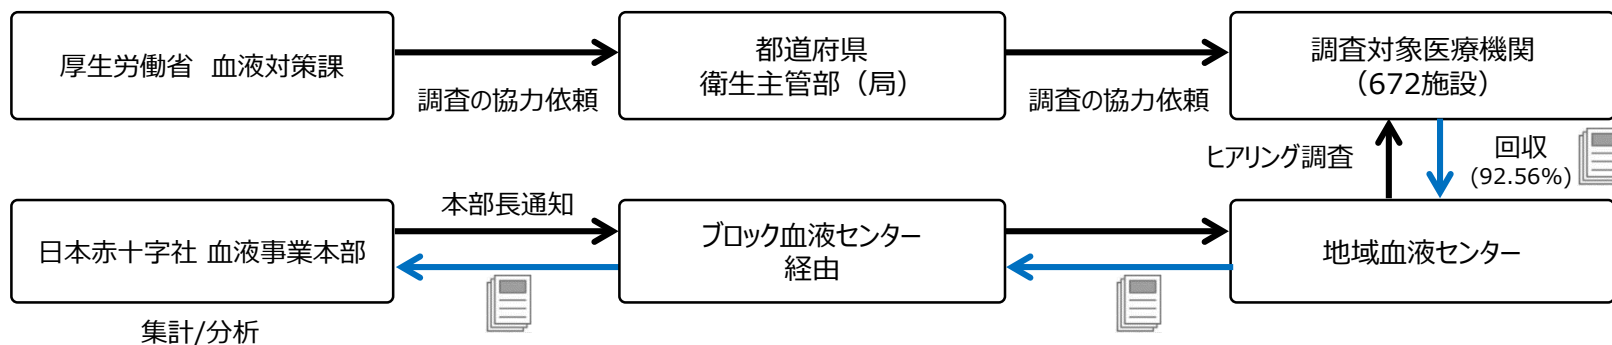 厚生労働省 血液対策課
調査の協力依頼
都道府県
衛生主管部（局）
調査の協力依頼
調査対象医療機関
（672施設）
ヒアリング調査
回収
(92.56%)
日本赤十字社 血液事業本部
本部長通知
ブロック血液センター
経由
地域血液センター
集計/分析